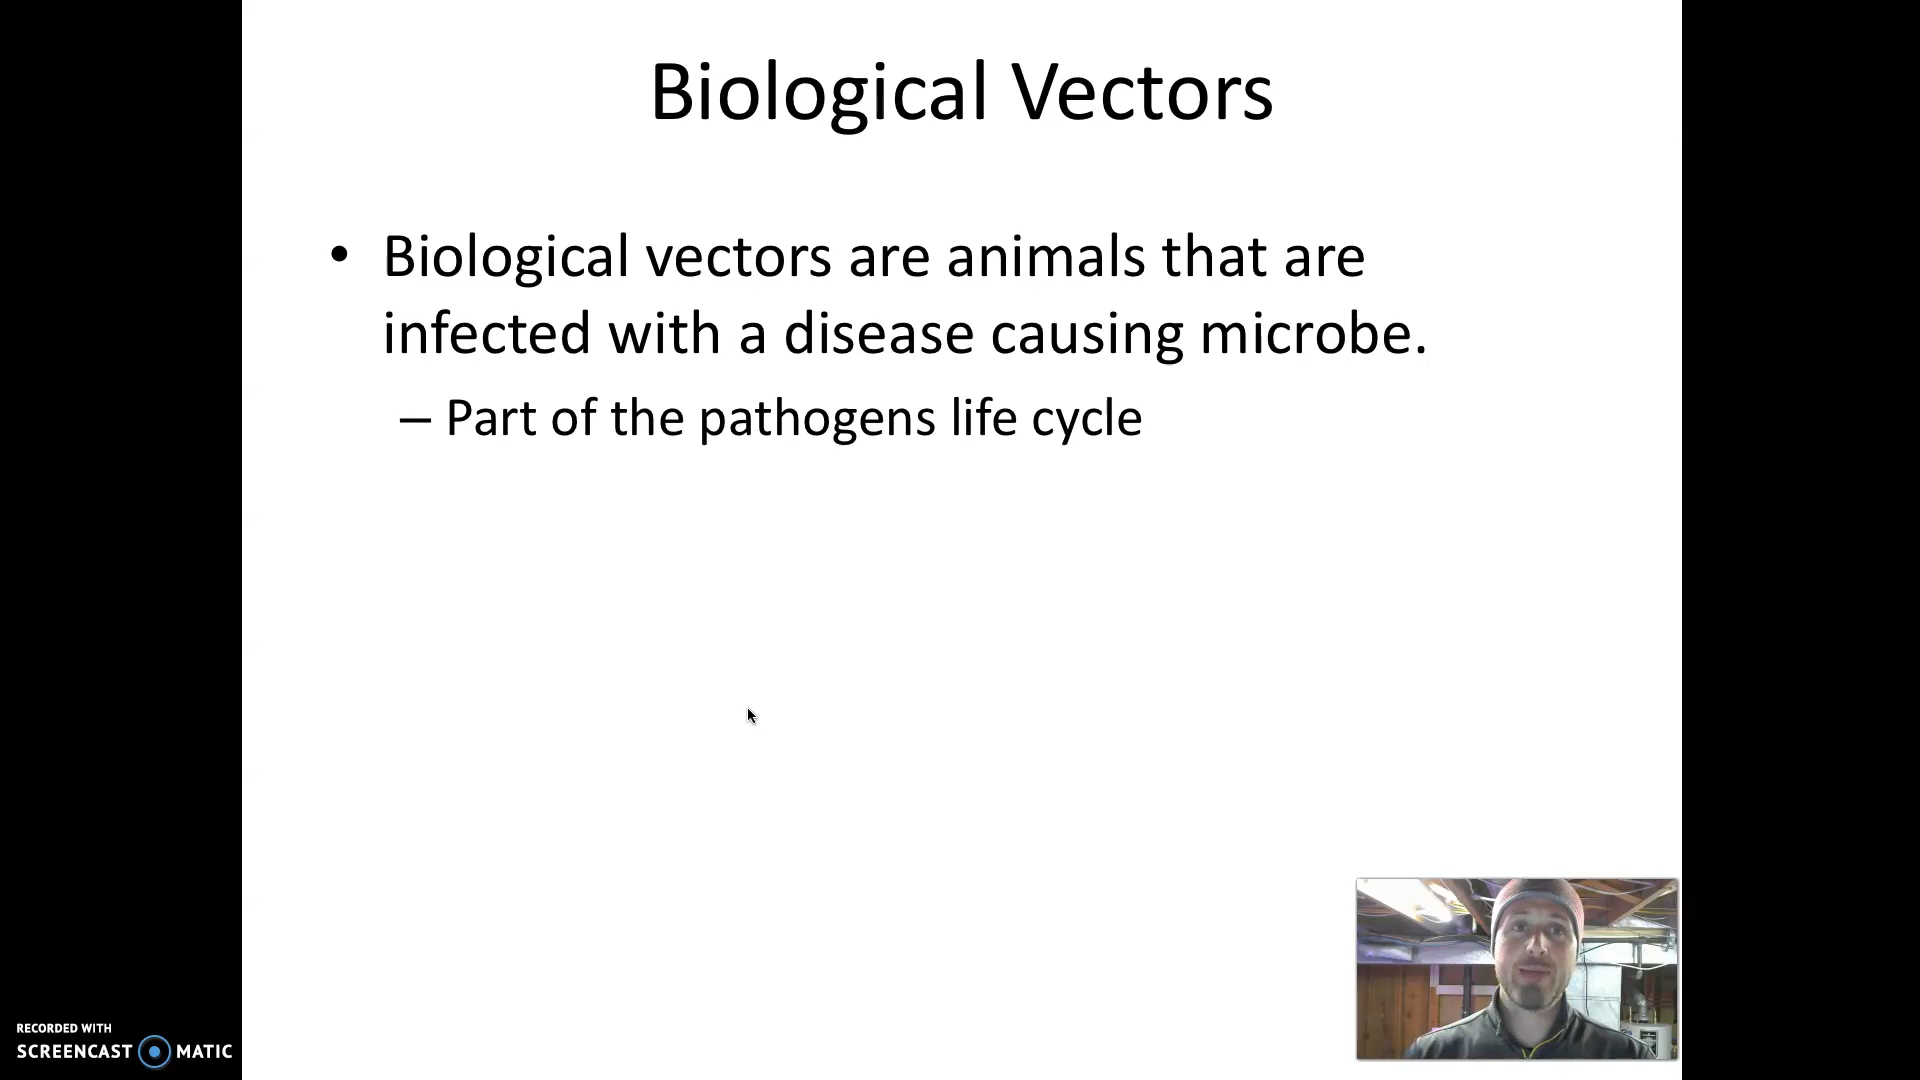 Biological Vectors
• Biological vectors are animals that are
infected with a disease causing microbe.
– Part of the pathogens life cycle
RECORDED WITH
SCREENCAST MATIC